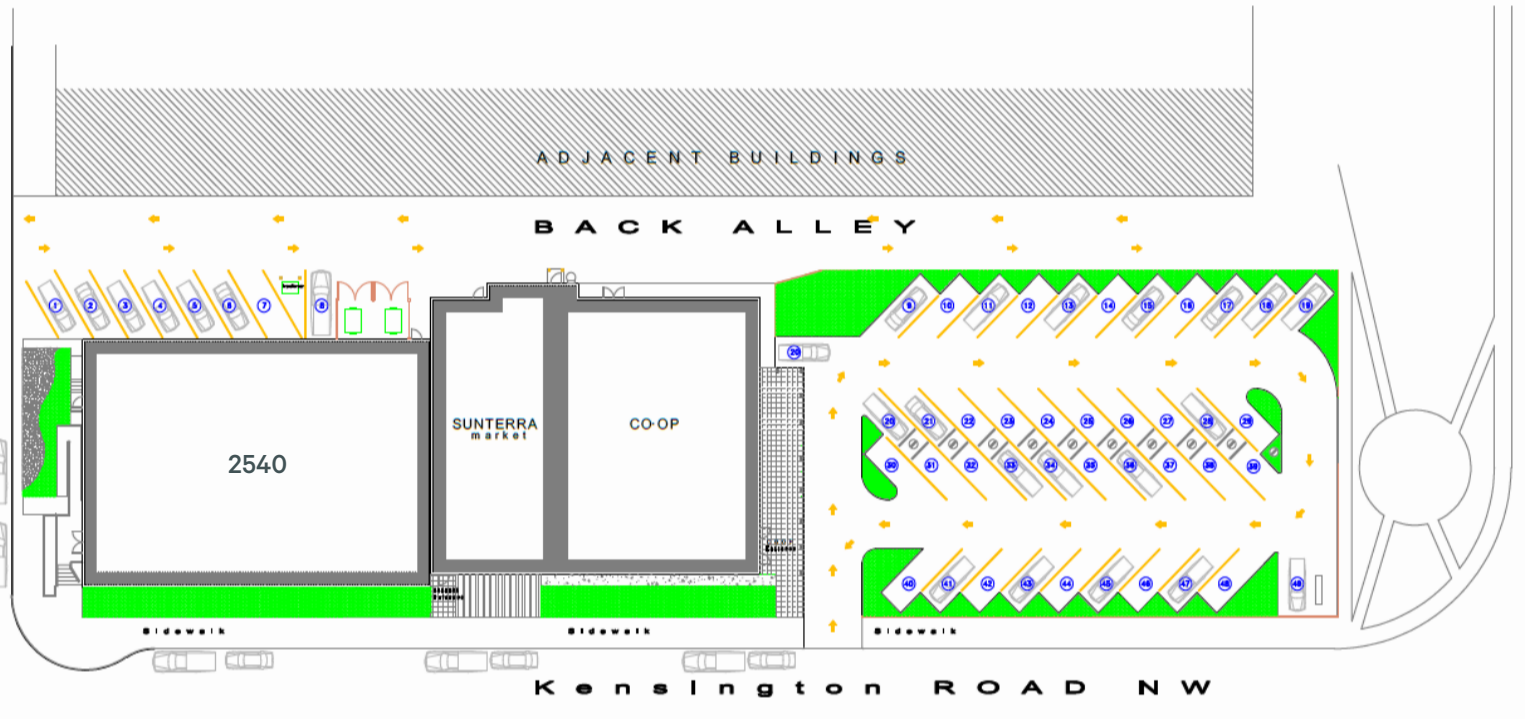 ADJACENT BUILDINGS
BACK ALLEY
1 2 3 4 5 6 7 8
9 10 11 12 13 14 15 16 17 18 19
20
20 21 22 23 24 25 26 27 28 29
SUNTERRA
market
CO-OP
2540
30 31 32 33 34 35 36 37 38 39
40 41 42 43 44 45 46 47 48 49
Sidewalk Sidewalk Sidewalk
Kensington ROAD NW